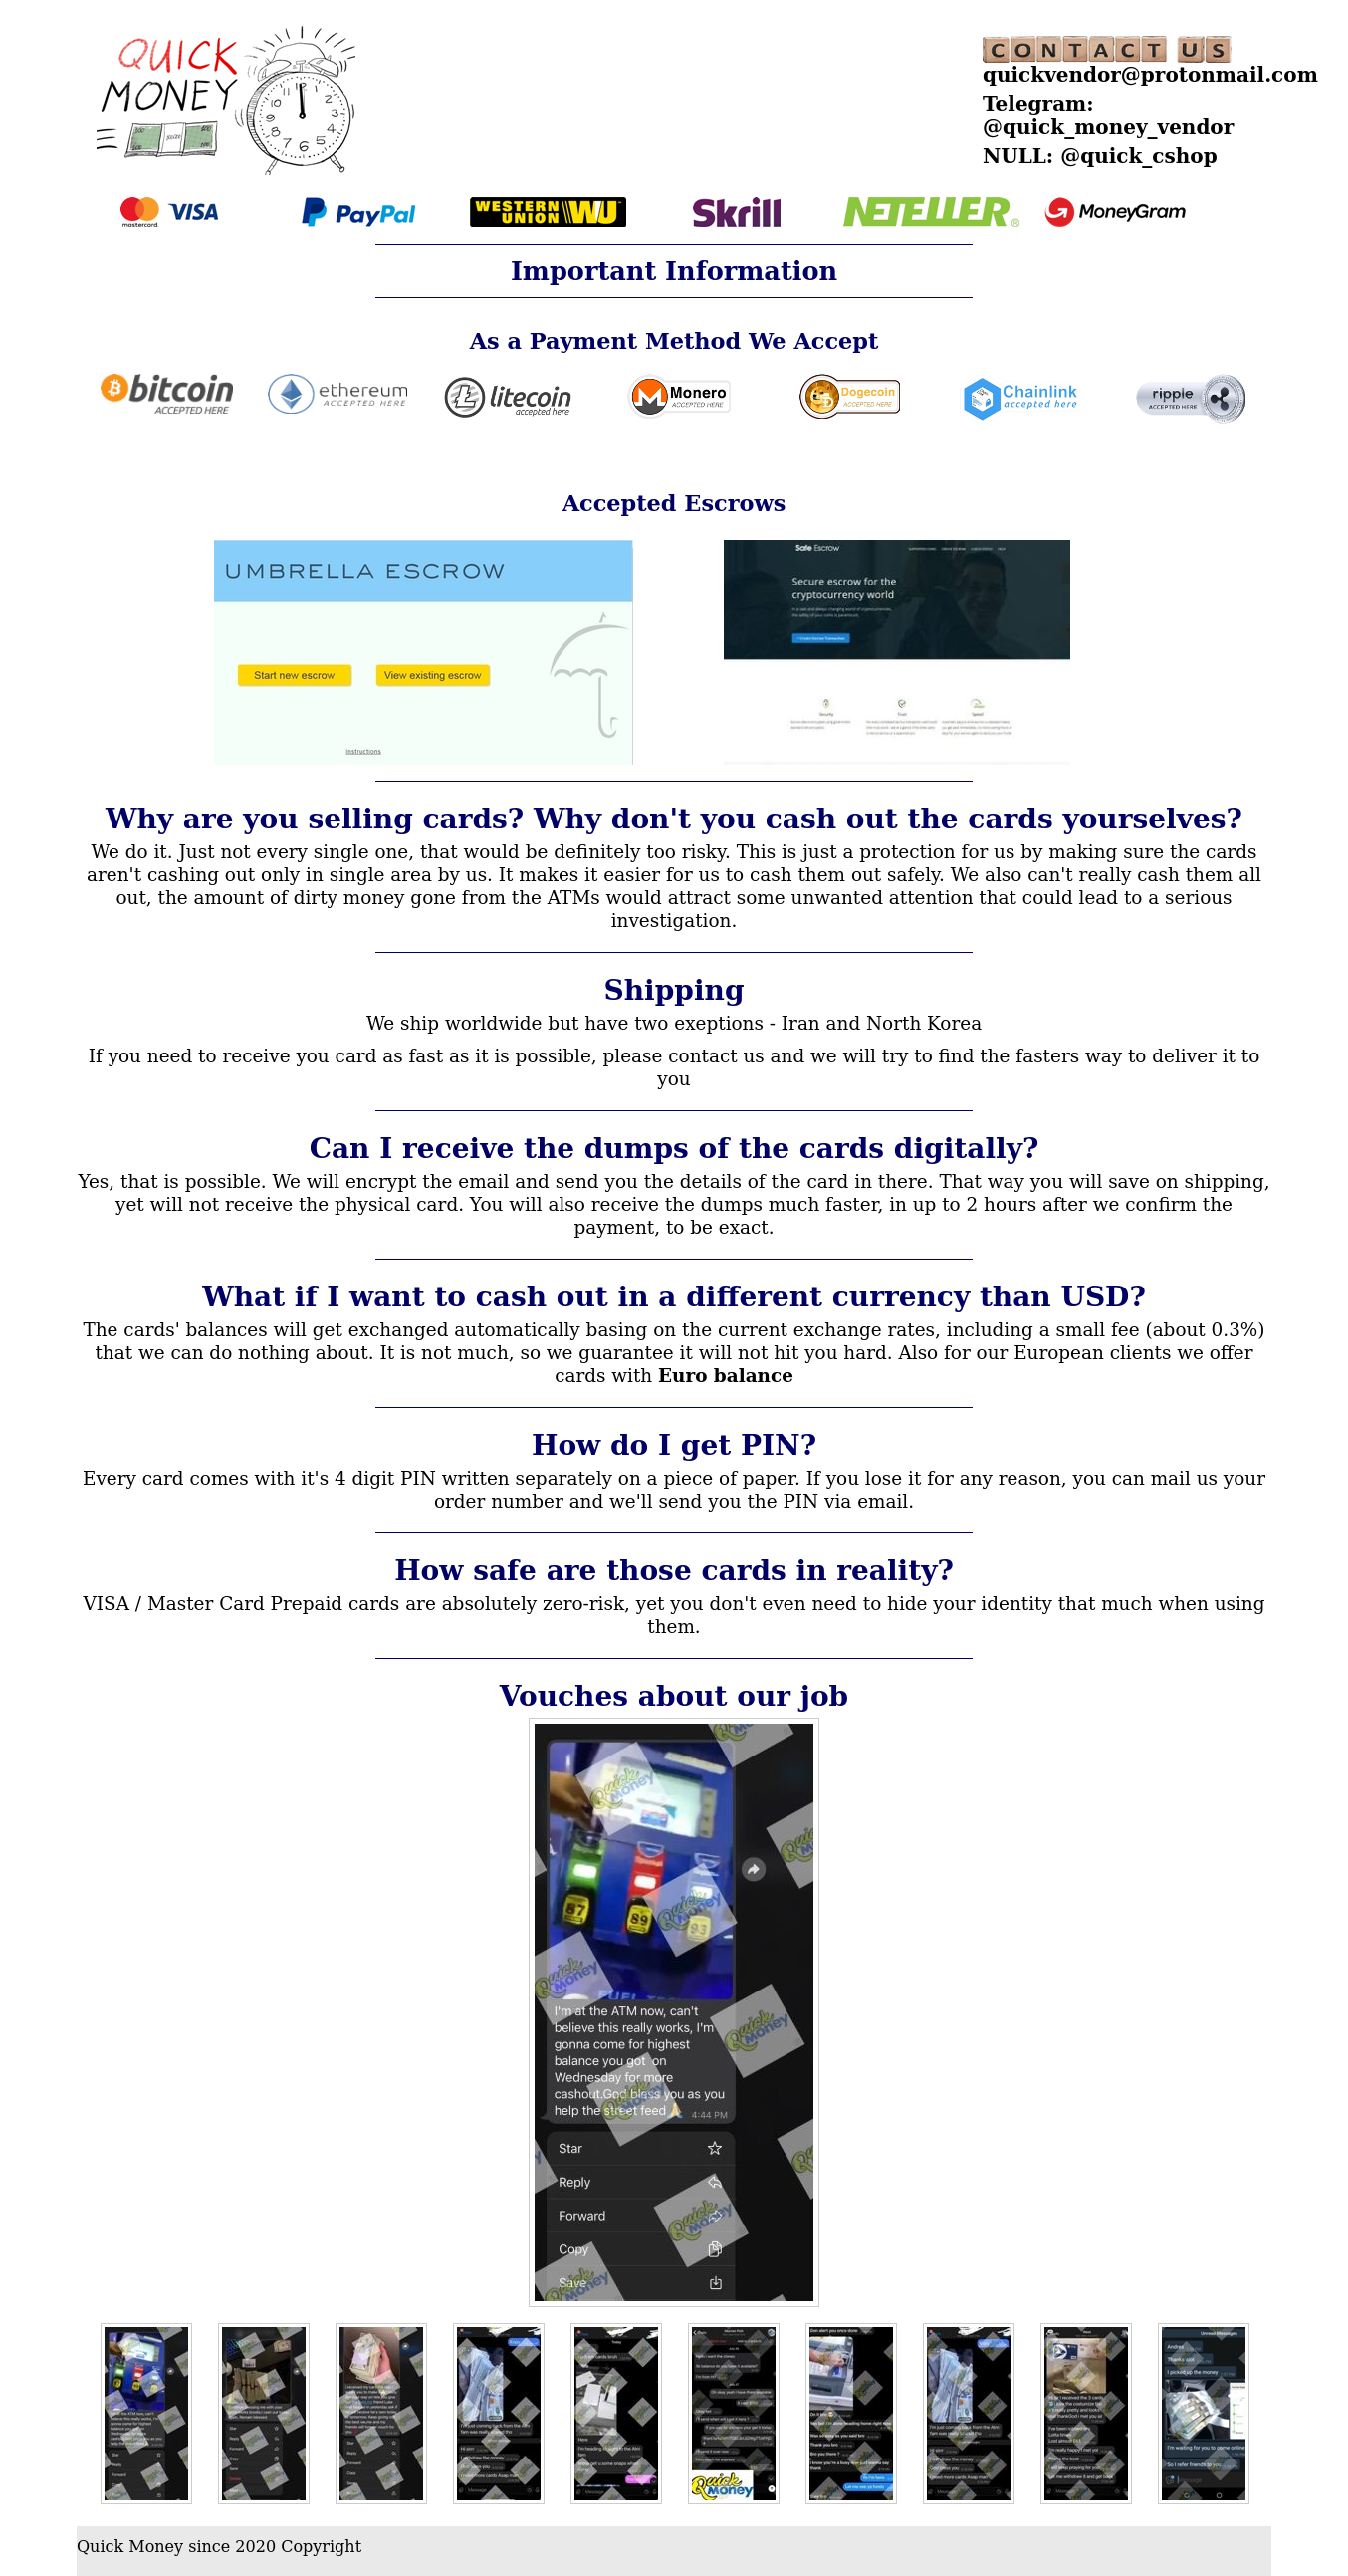 QUICK
MONEY
CONTACT US
quickvendor@protonmail.com
Telegram:
@quick_money_vendor
NULL: @quick_cshop
mastercard
VISA
PayPal
WESTERN
UNION
WU
Skrill
NETELLER
MoneyGram
Important Information
As a Payment Method We Accept
bitcoin
ACCEPTED HERE
ethereum
ACCEPTED HERE
litecoin
accepted here
Monero
ACCEPTED HERE
Dogecoin
ACCEPTED HERE
Chainlink
accepted here
ripple
ACCEPTED HERE
Accepted Escrows
UMBRELLA ESCROW
Start new escrow
View existing escrow
Instructions
Safe Escrow
Secure escrow for the
cryptocurrency world
Security
Trust
Speed
Why are you selling cards? Why don't you cash out the cards yourselves?
We do it. Just not every single one, that would be definitely too risky. This is just a protection for us by making sure the cards
aren't cashing out only in single area by us. It makes it easier for us to cash them out safely. We also can't really cash them all
out, the amount of dirty money gone from the ATMs would attract some unwanted attention that could lead to a serious
investigation.
Shipping
We ship worldwide but have two exeptions - Iran and North Korea
If you need to receive you card as fast as it is possible, please contact us and we will try to find the fasters way to deliver it to
you
Can I receive the dumps of the cards digitally?
Yes, that is possible. We will encrypt the email and send you the details of the card in there. That way you will save on shipping,
yet will not receive the physical card. You will also receive the dumps much faster, in up to 2 hours after we confirm the
payment, to be exact.
What if I want to cash out in a different currency than USD?
The cards' balances will get exchanged automatically basing on the current exchange rates, including a small fee (about 0.3%)
that we can do nothing about. It is not much, so we guarantee it will not hit you hard. Also for our European clients we offer
cards with Euro balance
How do I get PIN?
Every card comes with it's 4 digit PIN written separately on a piece of paper. If you lose it for any reason, you can mail us your
order number and we'll send you the PIN via email.
How safe are those cards in reality?
VISA / Master Card Prepaid cards are absolutely zero-risk, yet you don't even need to hide your identity that much when using
them.
Vouches about our job
Quick Money
87
89
93
I'm at the ATM now, can't
believe this really works, I'm
gonna come for highest
balance you got on
Wednesday for more
cashout.God bless you as you
help the street feed
4:44 PM
Star
Reply
Forward
Copy
Save
Quick Money since 2020 Copyright